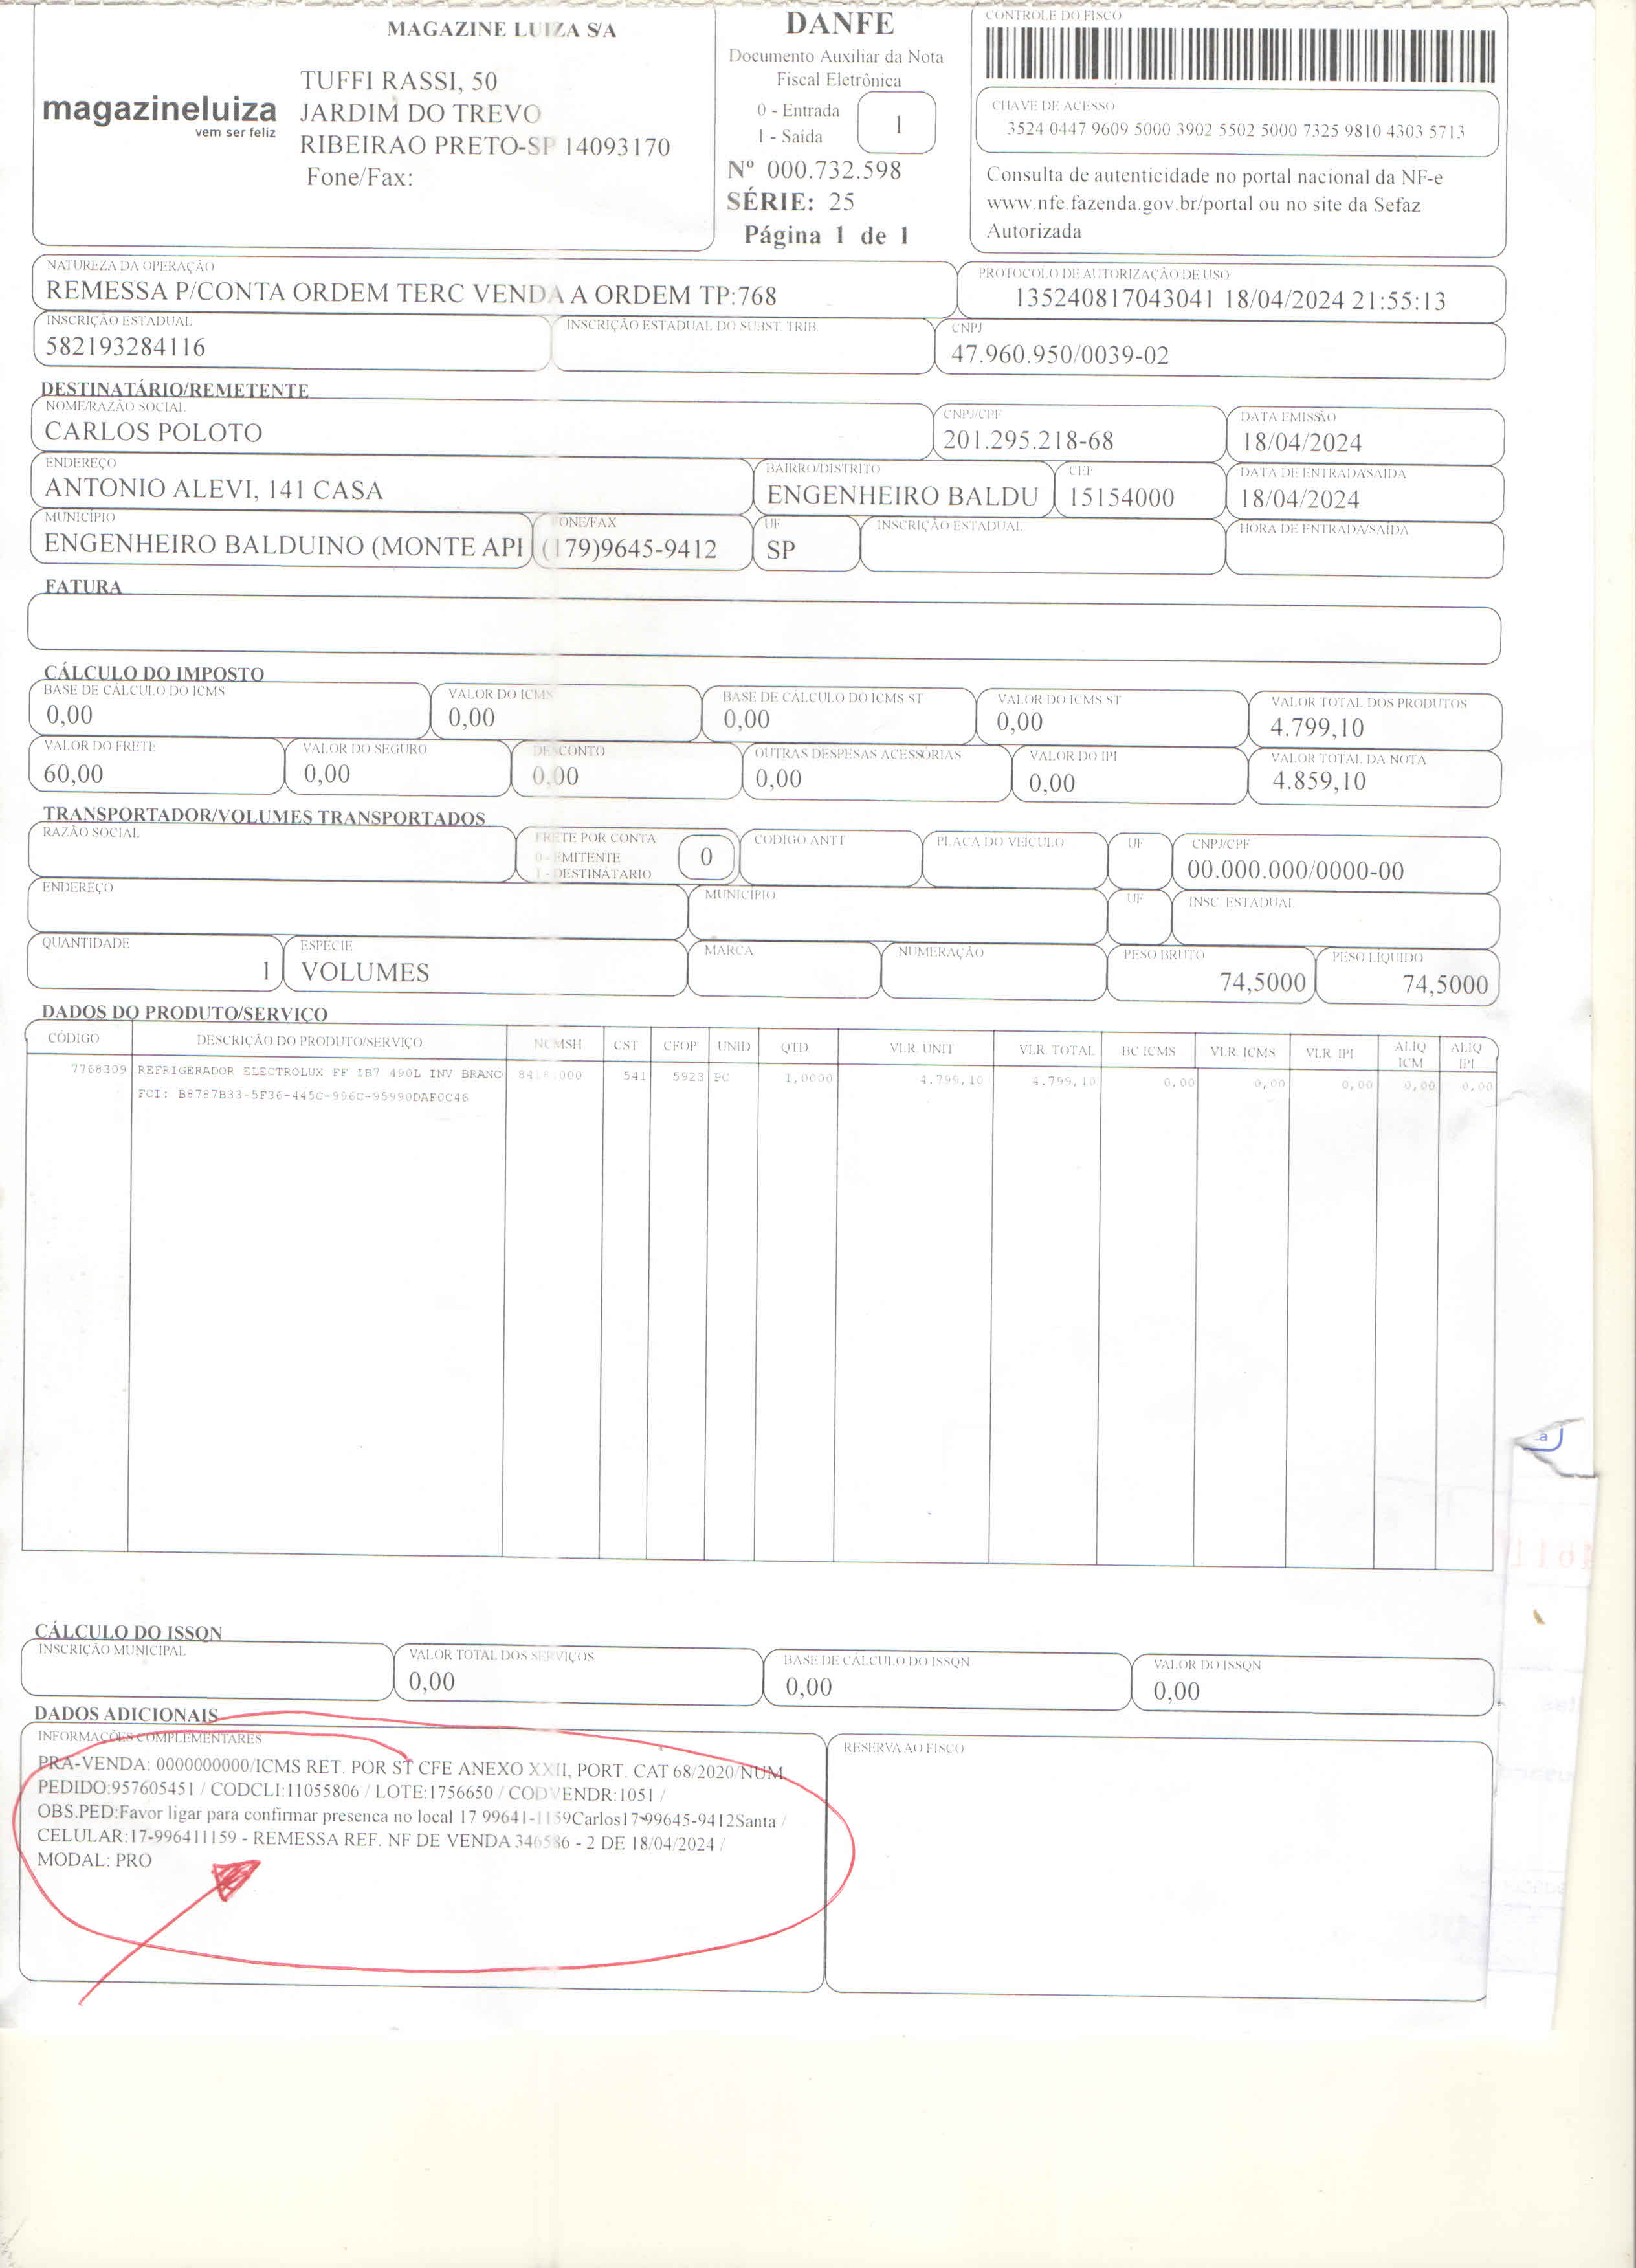 MAGAZINE LUIZA S/A
magazineluiza
vem ser feliz
TUFFI RASSI, 50
JARDIM DO TREVO
RIBEIRAO PRETO-SP 14093170
Fone/Fax:
DANFE
Documento Auxiliar da Nota
Fiscal Eletrônica
0 - Entrada
1 - Saída
1
Nº 000.732.598
SÉRIE: 25
Página 1 de 1
CONTROLE DO FISCO
CHAVE DE ACESSO
3524 0447 9609 5000 3902 5502 5000 7325 9810 4303 5713
Consulta de autenticidade no portal nacional da NF-e
www.nfe.fazenda.gov.br/portal ou no site da Sefaz
Autorizada
NATUREZA DA OPERAÇÃO
REMESSA P/CONTA ORDEM TERC VENDA A ORDEM TP:768
PROTOCOLO DE AUTORIZAÇÃO DE USO
135240817043041 18/04/2024 21:55:13
INSCRIÇÃO ESTADUAL
582193284116
INSCRIÇÃO ESTADUAL DO SUBST. TRIB.
CNPJ
47.960.950/0039-02
DESTINATÁRIO/REMETENTE
NOME/RAZÃO SOCIAL
CARLOS POLOTO
CNPJ/CPF
201.295.218-68
DATA EMISSÃO
18/04/2024
ENDEREÇO
ANTONIO ALEVI, 141 CASA
BAIRRO/DISTRITO
ENGENHEIRO BALDU
CEP
15154000
DATA DE ENTRADA/SAÍDA
18/04/2024
MUNICÍPIO
ENGENHEIRO BALDUINO (MONTE API
FONE/FAX
(179)9645-9412
UF
SP
INSCRIÇÃO ESTADUAL
HORA DE ENTRADA/SAÍDA
FATURA
CÁLCULO DO IMPOSTO
BASE DE CÁLCULO DO ICMS
0,00
VALOR DO ICMS
0,00
BASE DE CÁLCULO DO ICMS ST
0,00
VALOR DO ICMS ST
0,00
VALOR TOTAL DOS PRODUTOS
4.799,10
VALOR DO FRETE
60,00
VALOR DO SEGURO
0,00
DESCONTO
0,00
OUTRAS DESPESAS ACESSÓRIAS
0,00
VALOR DO IPI
0,00
VALOR TOTAL DA NOTA
4.859,10
TRANSPORTADOR/VOLUMES TRANSPORTADOS
RAZÃO SOCIAL
FRETE POR CONTA
0 - EMITENTE
1 - DESTINATÁRIO
0
CODIGO ANTT
PLACA DO VEÍCULO
UF
CNPJ/CPF
00.000.000/0000-00
ENDEREÇO
MUNICÍPIO
UF
INSC. ESTADUAL
QUANTIDADE
1
ESPÉCIE
VOLUMES
MARCA
NUMERAÇÃO
PESO BRUTO
74,5000
PESO LÍQUIDO
74,5000
DADOS DO PRODUTO/SERVIÇO
CÓDIGO DESCRIÇÃO DO PRODUTO/SERVIÇO NCMSH CST CFOP UNID QTD VLR. UNIT VLR. TOTAL BC ICMS VLR. ICMS VLR. IPI ALIQ ICM ALIQ IPI
7768309 REFRIGERADOR ELECTROLUX FF IB7 490L INV BRANC 541 5923 PC 1,0000 4.799,10 4.799,10 0,00 0,00 0,00 0,00 0,00
FCI: B8787B33-5F36-445C-996C-95990DAF0C46
CÁLCULO DO ISSQN
INSCRIÇÃO MUNICIPAL
VALOR TOTAL DOS SERVIÇOS
0,00
BASE DE CÁLCULO DO ISSQN
0,00
VALOR DO ISSQN
0,00
DADOS ADICIONAIS
INFORMAÇÕES COMPLEMENTARES
RESERVA AO FISCO
PRA-VENDA: 0000000000/ICMS RET. POR ST CFE ANEXO XXII, PORT. CAT 68/2020/NUM
PEDIDO:957605451 / CODCLI:11055806 / LOTE:1756650 / CODVENDR:1051 /
OBS.PED:Favor ligar para confirmar presenca no local 17 99641-1159Carlos17-99645-9412Santa /
CELULAR:17-996411159 - REMESSA REF. NF DE VENDA 346586 - 2 DE 18/04/2024 /
MODAL: PRO